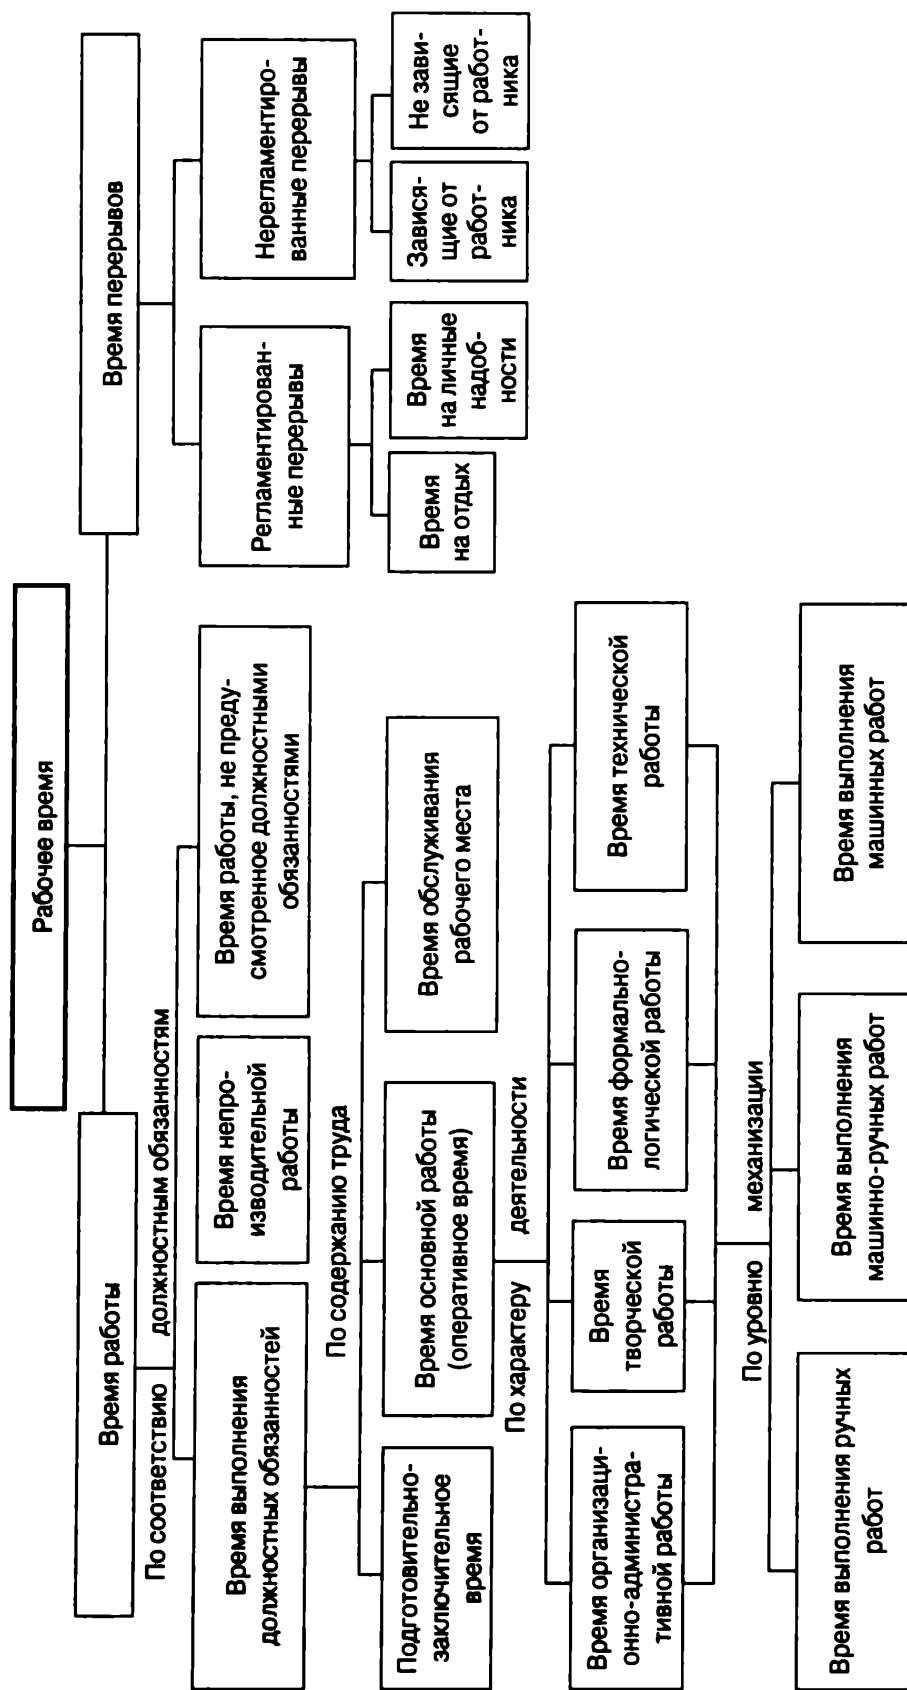 Рабочее время
Время работы
Время перерывов
По соответствию должностным обязанностям
Время выполнения
должностных обязанностей
Время непро-
изводительной
работы
Время работы, не преду-
смотренное должностными
обязанностями
Регламентирован-
ные перерывы
Нерегламентиро-
ванные перерывы
По содержанию труда
Подготовительно-
заключительное
время
Время основной работы
(оперативное время)
Время обслуживания
рабочего места
Время
на отдых
Время
на личные
надоб-
ности
Завися-
щие от
работ-
ника
Не зави-
сящие
от работ-
ника
По характеру деятельности
Время организаци-
онно-администра-
тивной работы
Время
творческой
работы
Время формально-
логической работы
Время технической
работы
По уровню механизации
Время выполнения ручных
работ
Время выполнения
машинно-ручных работ
Время выполнения
машинных работ